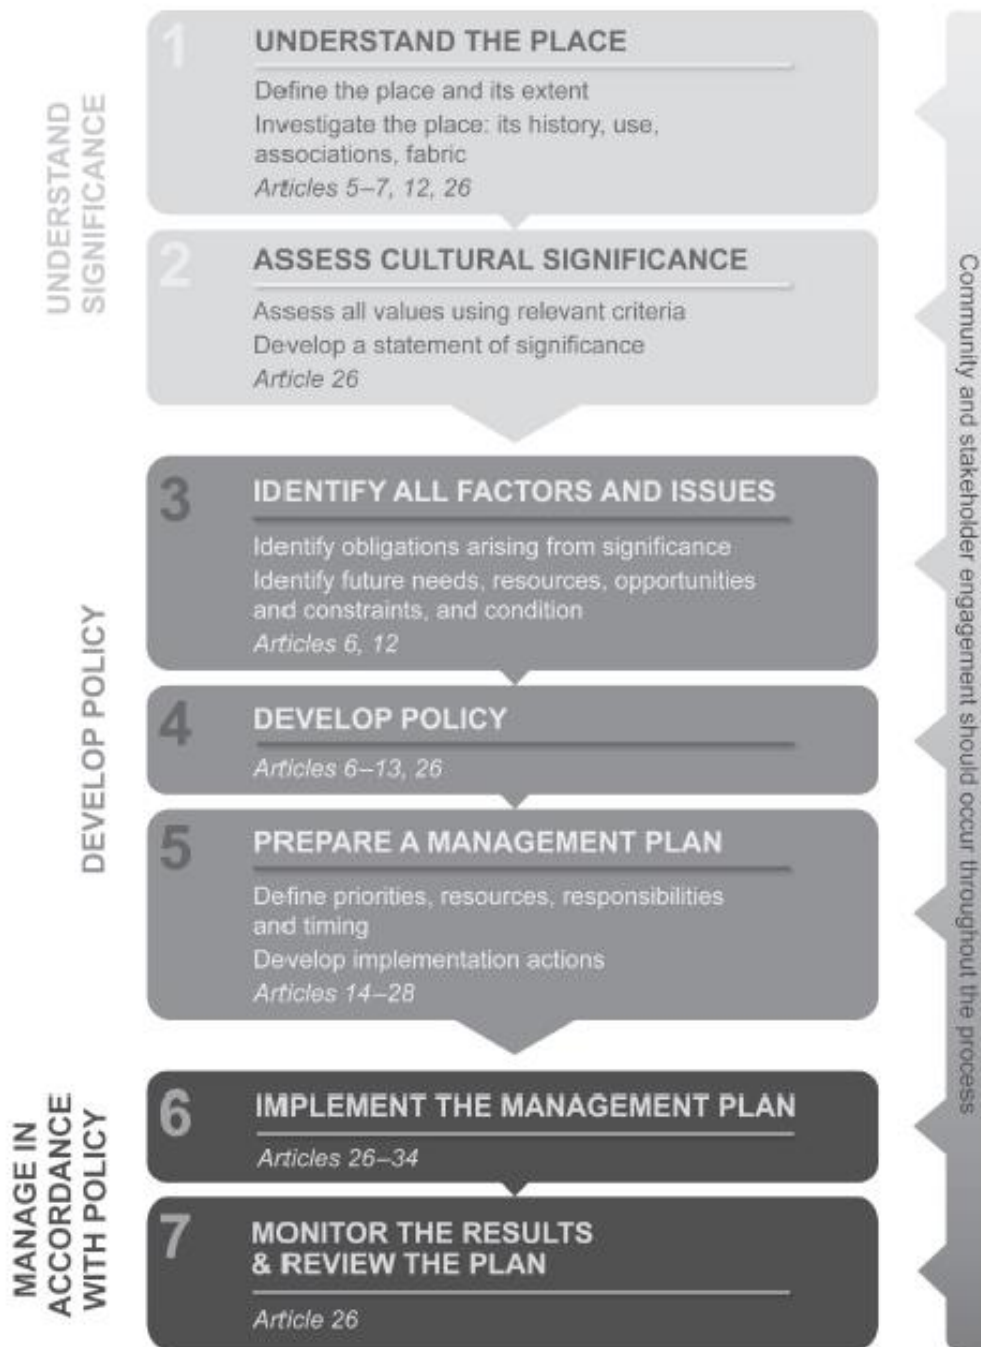 UNDERSTAND
SIGNIFICANCE
1
UNDERSTAND THE PLACE
Define the place and its extent
Investigate the place: its history, use,
associations, fabric
Articles 5–7, 12, 26
2
ASSESS CULTURAL SIGNIFICANCE
Assess all values using relevant criteria
Develop a statement of significance
Article 26
DEVELOP POLICY
3
IDENTIFY ALL FACTORS AND ISSUES
Identify obligations arising from significance
Identify future needs, resources, opportunities
and constraints, and condition
Articles 6, 12
4
DEVELOP POLICY
Articles 6–13, 26
5
PREPARE A MANAGEMENT PLAN
Define priorities, resources, responsibilities
and timing
Develop implementation actions
Articles 14–28
MANAGE IN
ACCORDANCE
WITH POLICY
6
IMPLEMENT THE MANAGEMENT PLAN
Articles 26–34
7
MONITOR THE RESULTS
& REVIEW THE PLAN
Article 26
Community and stakeholder engagement should occur throughout the process